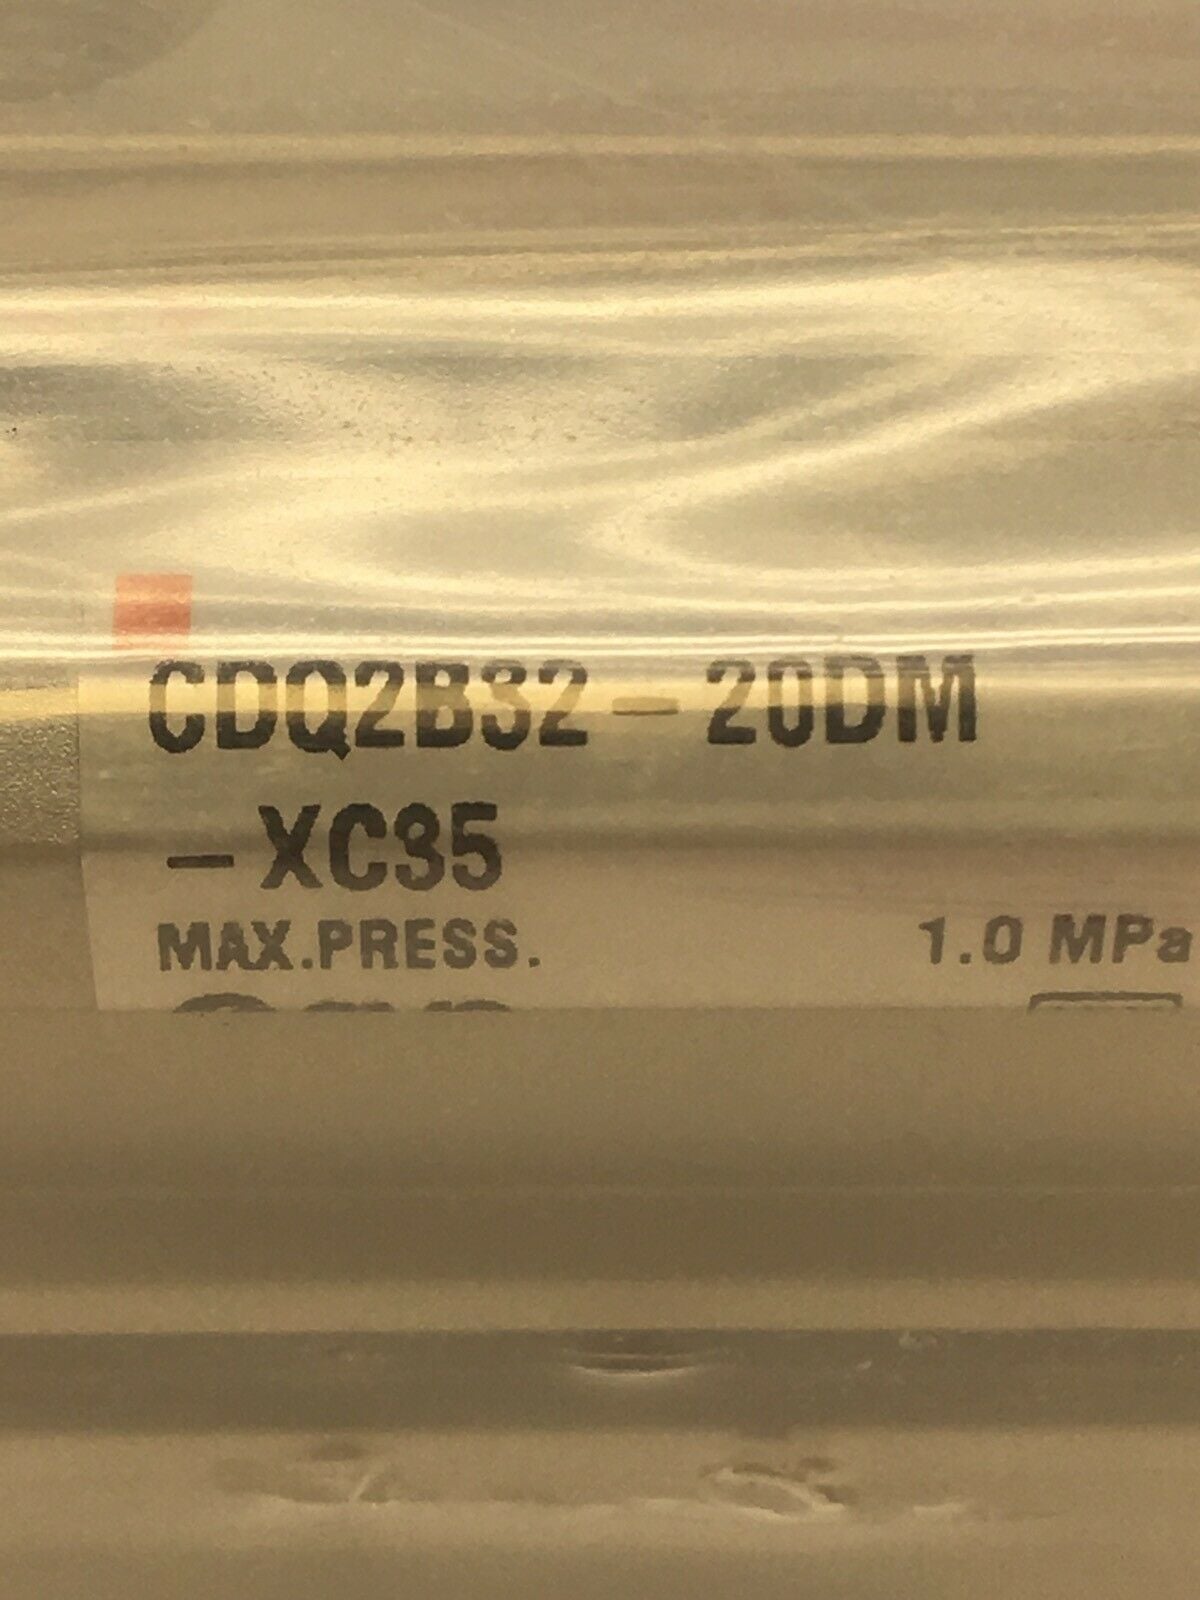 CDQ2B32-20DM
-XC35
MAX.PRESS. 1.0 MPa